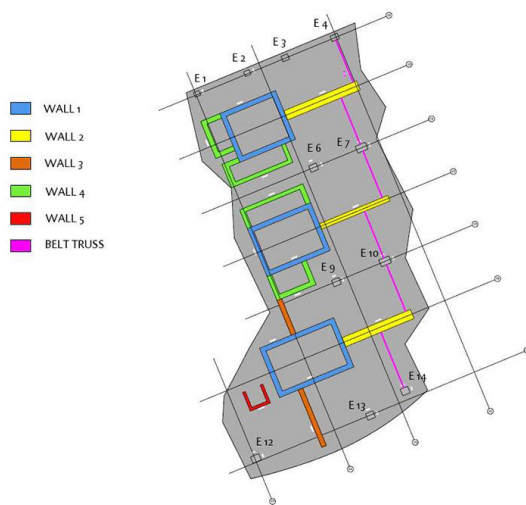 E 4
E 3
E 2
E 1
WALL 1
WALL 2
WALL 3
WALL 4
WALL 5
BELT TRUSS
E 7
E 6
E 10
E 9
E 14
E 13
E 12